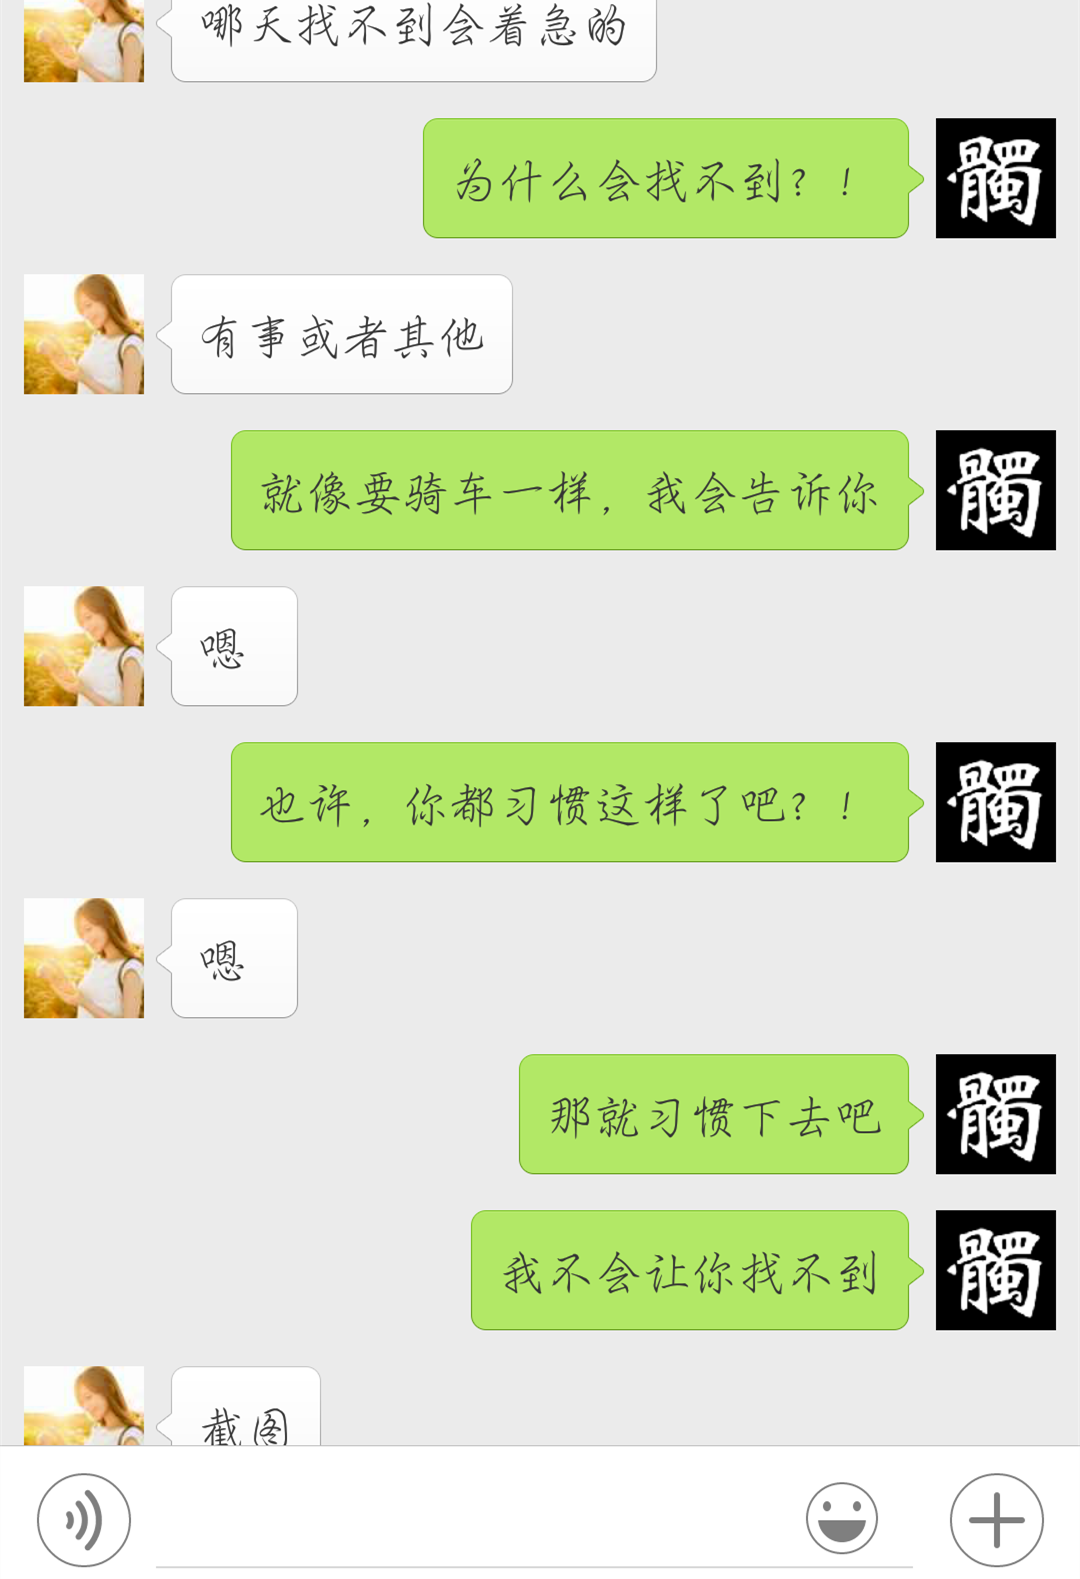 哪天找不到会着急的
为什么会找不到？！
髑
有事或者其他
就像要骑车一样，我会告诉你
髑
嗯
也许，你都习惯这样了吧？！
髑
嗯
那就习惯下去吧
髑
我不会让你找不到
髑
截图